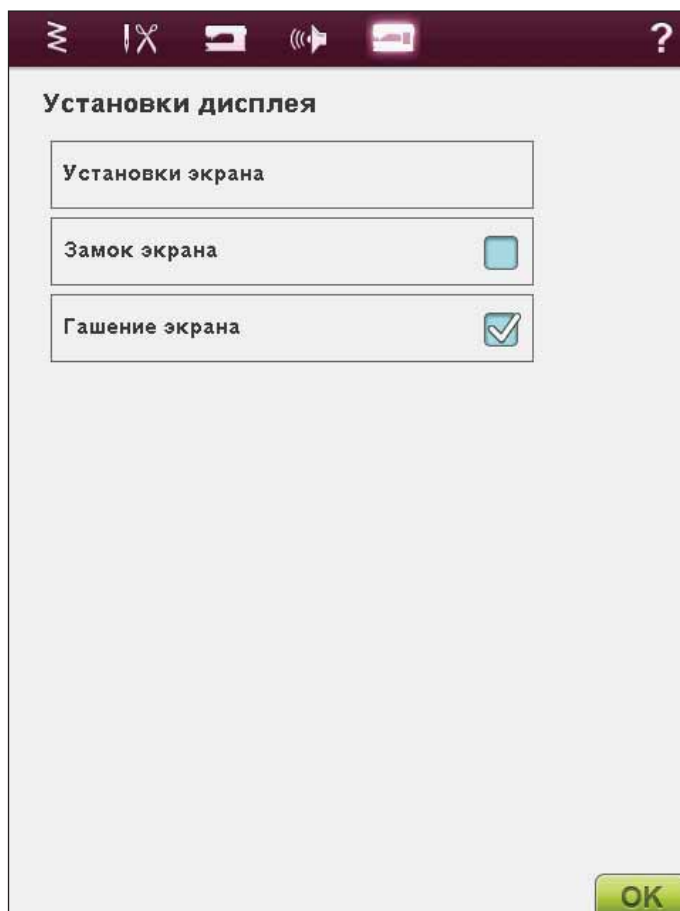 ?
Установки дисплея
Установки экрана
Замок экрана
Гашение экрана
OK